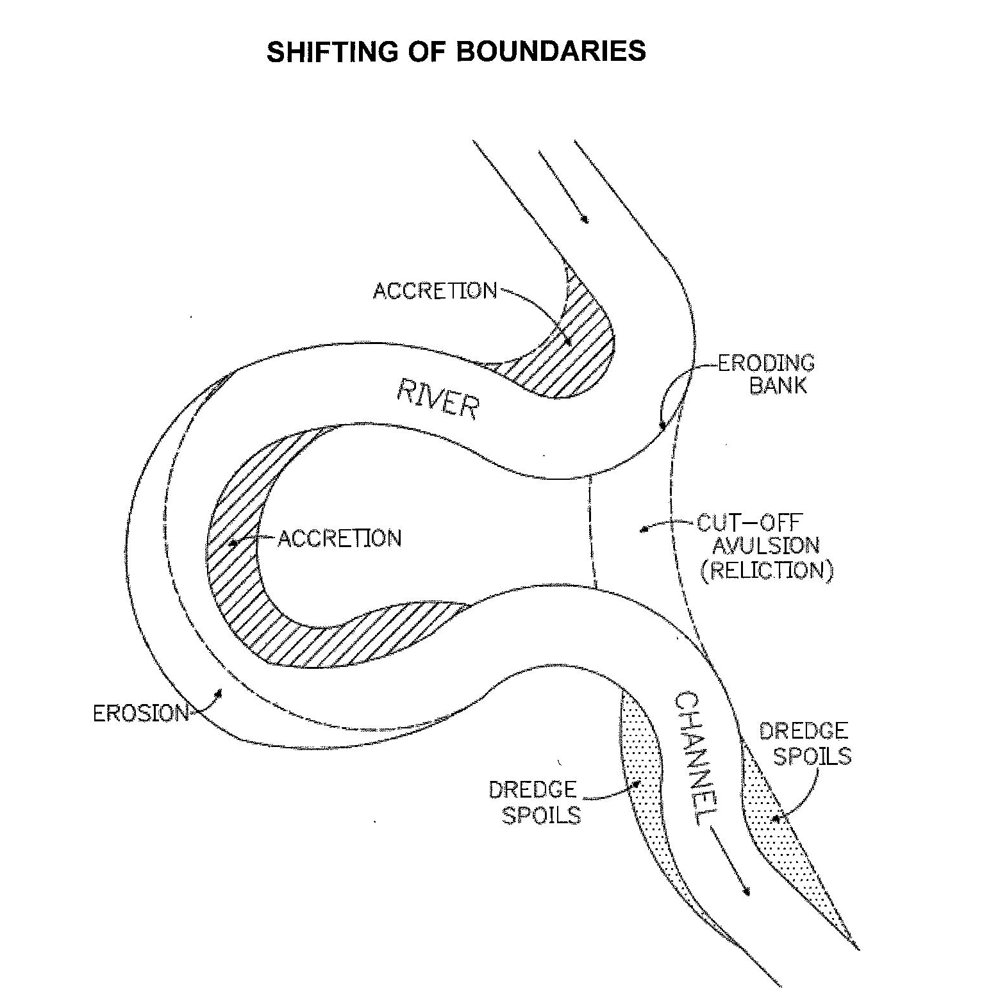 SHIFTING OF BOUNDARIES
ACCRETION
ERODING
BANK
RIVER
CUT-OFF
AVULSION
(RELICTION)
ACCRETION
EROSION
CHANNEL
DREDGE
SPOILS
DREDGE
SPOILS